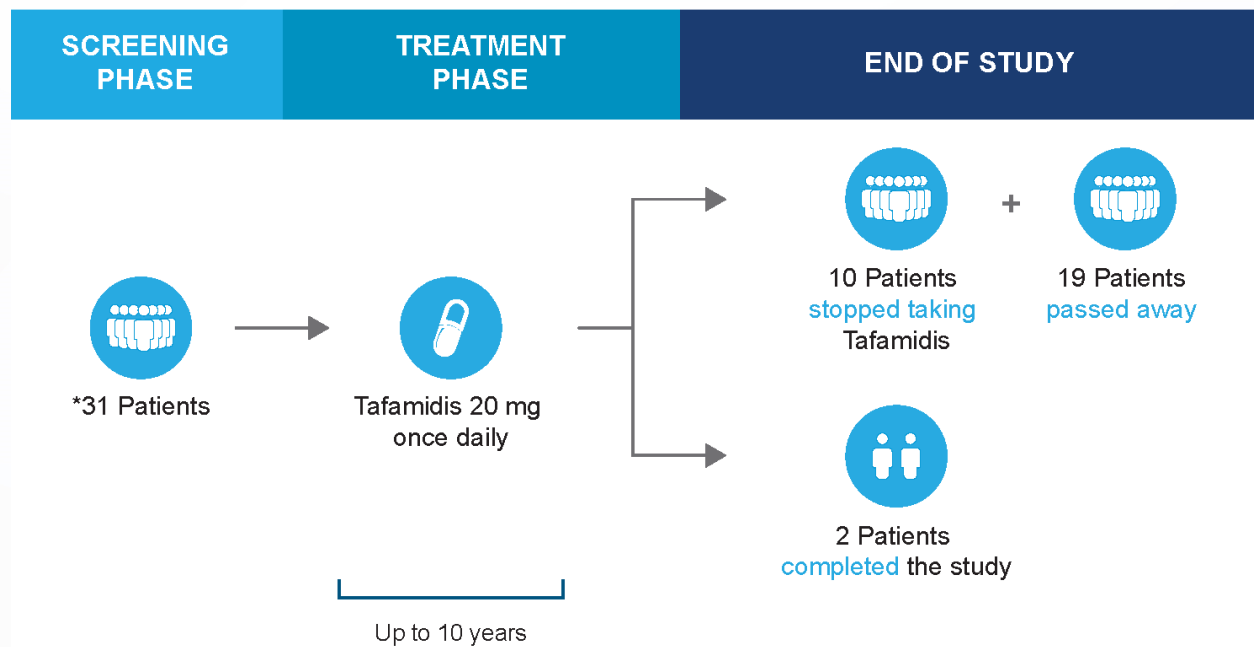 SCREENING
PHASE
TREATMENT
PHASE
END OF STUDY
*31 Patients
Tafamidis 20 mg
once daily
Up to 10 years
10 Patients
stopped taking
Tafamidis
+
19 Patients
passed away
2 Patients
completed the study